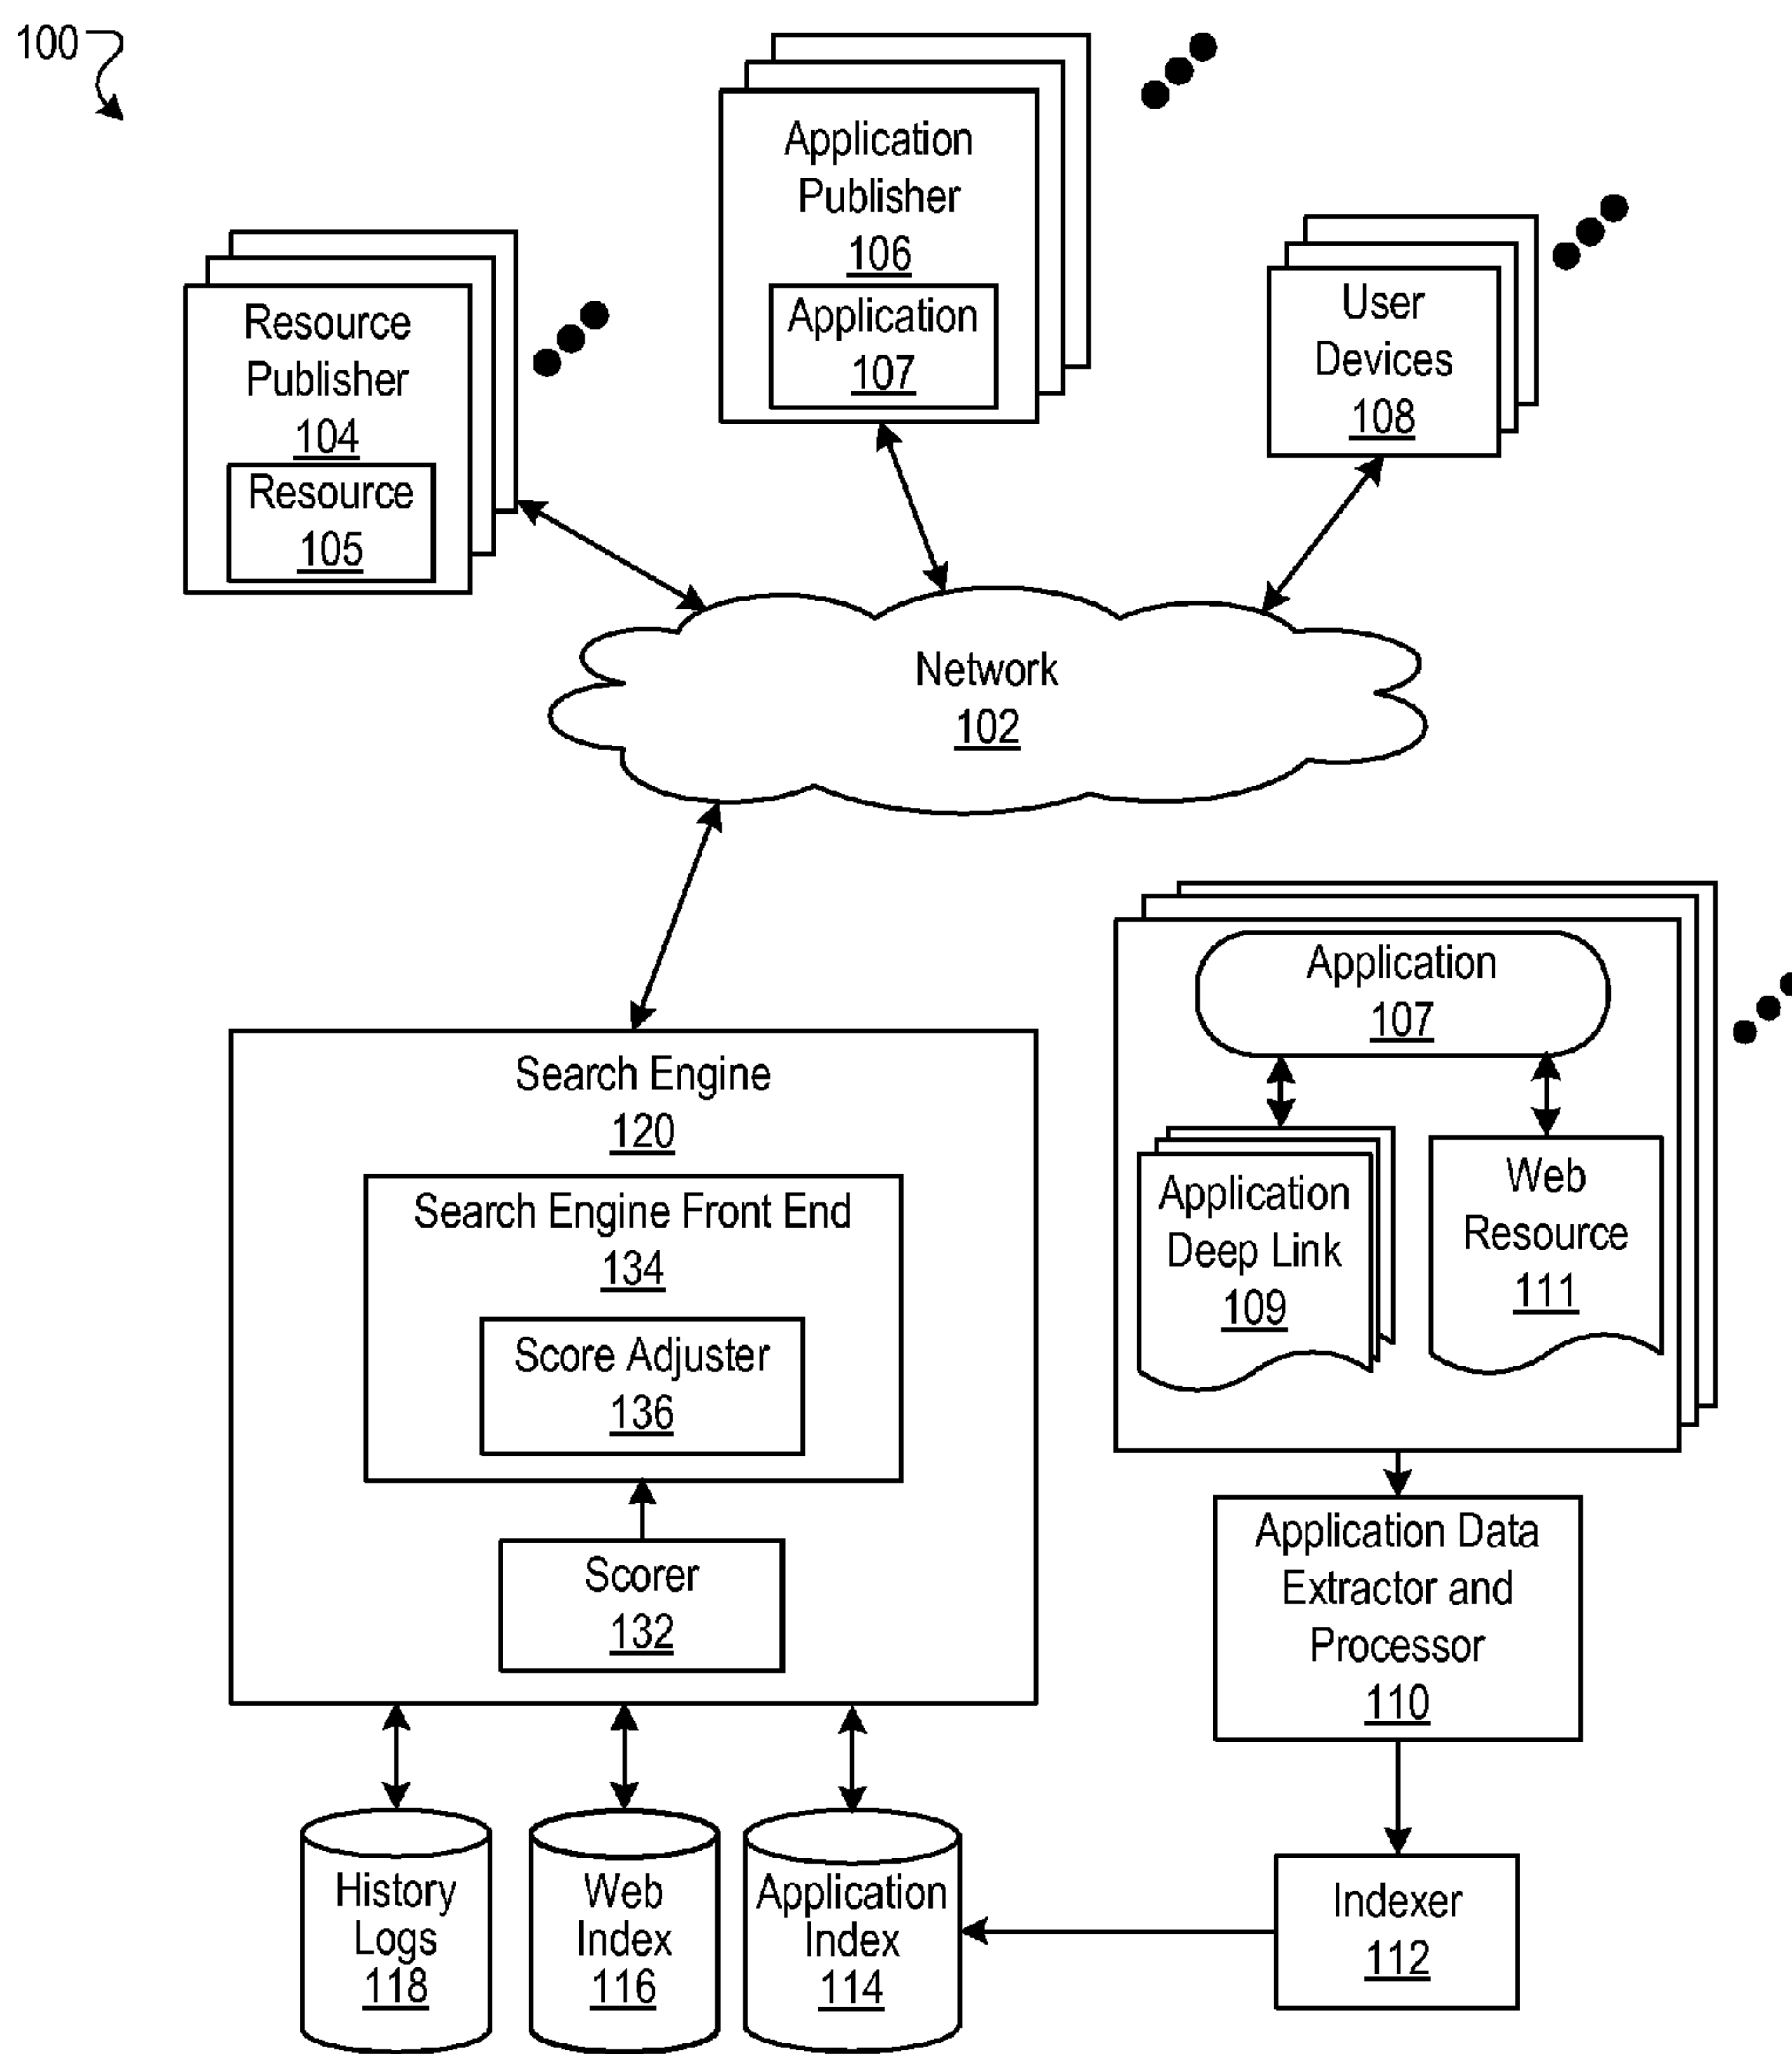 100
Application
Publisher
106
Application
107
Resource
Publisher
104
Resource
105
User
Devices
108
Network
102
Search Engine
120
Search Engine Front End
134
Score Adjuster
136
Scorer
132
Application
107
Application
Deep Link
109
Web
Resource
111
Application Data
Extractor and
Processor
110
History
Logs
118
Web
Index
116
Application
Index
114
Indexer
112